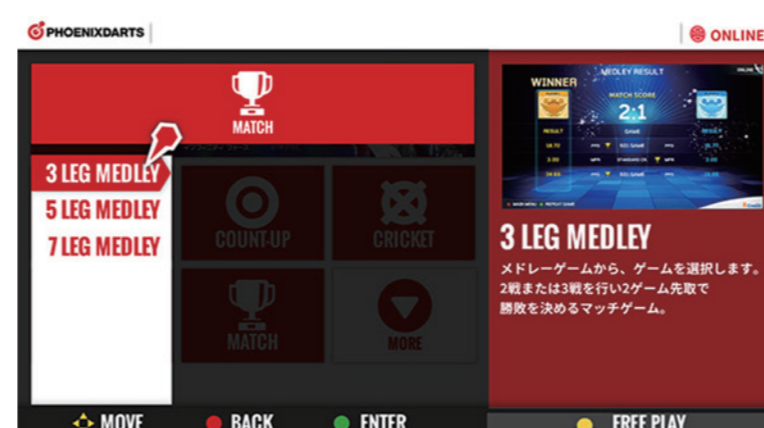 PHOENIXDARTS
ONLINE
MATCH
3 LEG MEDLEY
5 LEG MEDLEY
7 LEG MEDLEY
COUNT-UP
CRICKET
MATCH
MORE
MEDLEY RESULT
WINNER
MATCH SCORE
2:1
RESULT
GAME
3 LEG MEDLEY
メドレーゲームから、ゲームを選択します。
2戦または3戦を行い2ゲーム先取で
勝敗を決めるマッチゲーム。
MOVE
BACK
ENTER
FREE PLAY